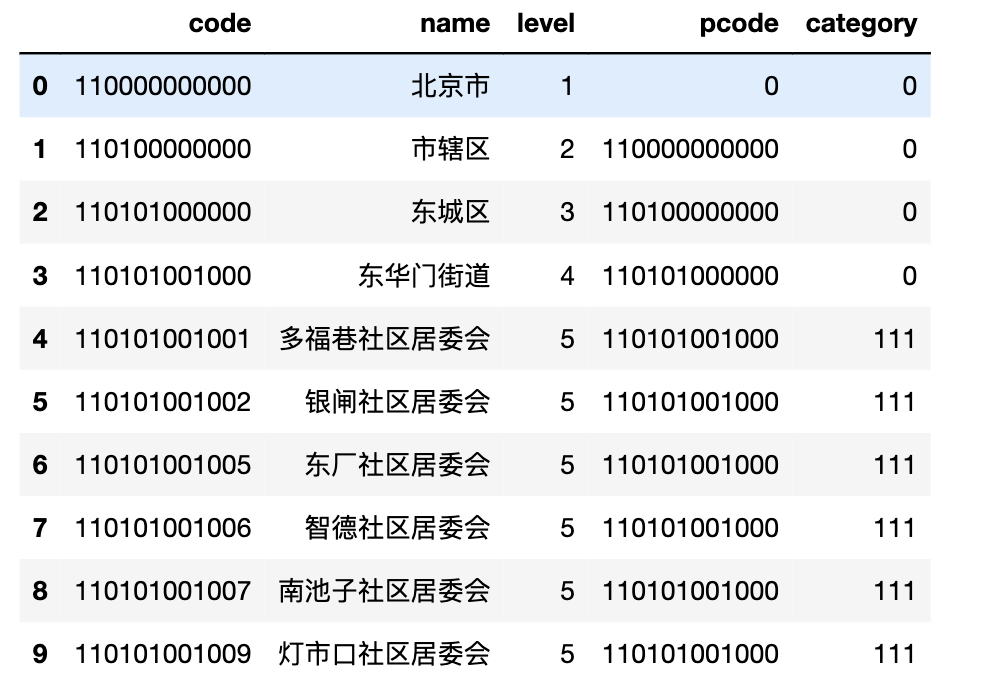 code name level pcode category
0 110000000000 北京市 1 0 0
1 110100000000 市辖区 2 110000000000 0
2 110101000000 东城区 3 110100000000 0
3 110101001000 东华门街道 4 110101000000 0
4 110101001001 多福巷社区居委会 5 110101001000 111
5 110101001002 银闸社区居委会 5 110101001000 111
6 110101001005 东厂社区居委会 5 110101001000 111
7 110101001006 智德社区居委会 5 110101001000 111
8 110101001007 南池子社区居委会 5 110101001000 111
9 110101001009 灯市口社区居委会 5 110101001000 111